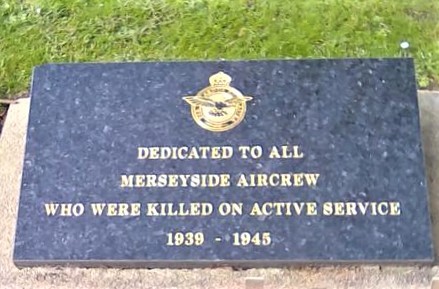 DEDICATED TO ALL
MERSEYSIDE AIRCREW
WHO WERE KILLED ON ACTIVE SERVICE
1939 - 1945